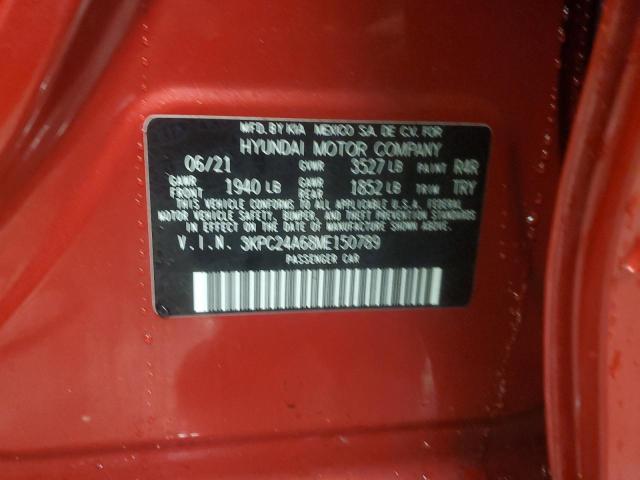 MFD. BY KIA MEXICO S.A. DE C.V. FOR
HYUNDAI MOTOR COMPANY
06/21 GVWR 3527 LB PAINT R4R
GAWR FRONT 1940 LB GAWR REAR 1852 LB TRIM TRY
THIS VEHICLE CONFORMS TO ALL APPLICABLE U.S.A. FEDERAL
MOTOR VEHICLE SAFETY, BUMPER, AND THEFT PREVENTION STANDARDS
IN EFFECT ON THE DATE OF MANUFACTURE SHOWN ABOVE.
V.I.N. 3KPC24A68ME150789
PASSENGER CAR